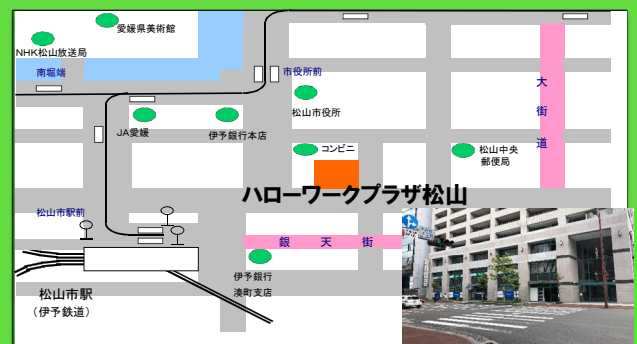 愛媛県美術館
NHK松山放送局
南堀端
市役所前
大街道
松山市役所
JA愛媛
伊予銀行本店
コンビニ
松山中央
郵便局
ハローワークプラザ松山
松山市駅前
銀天街
伊予銀行
湊町支店
松山市駅
（伊予鉄道）